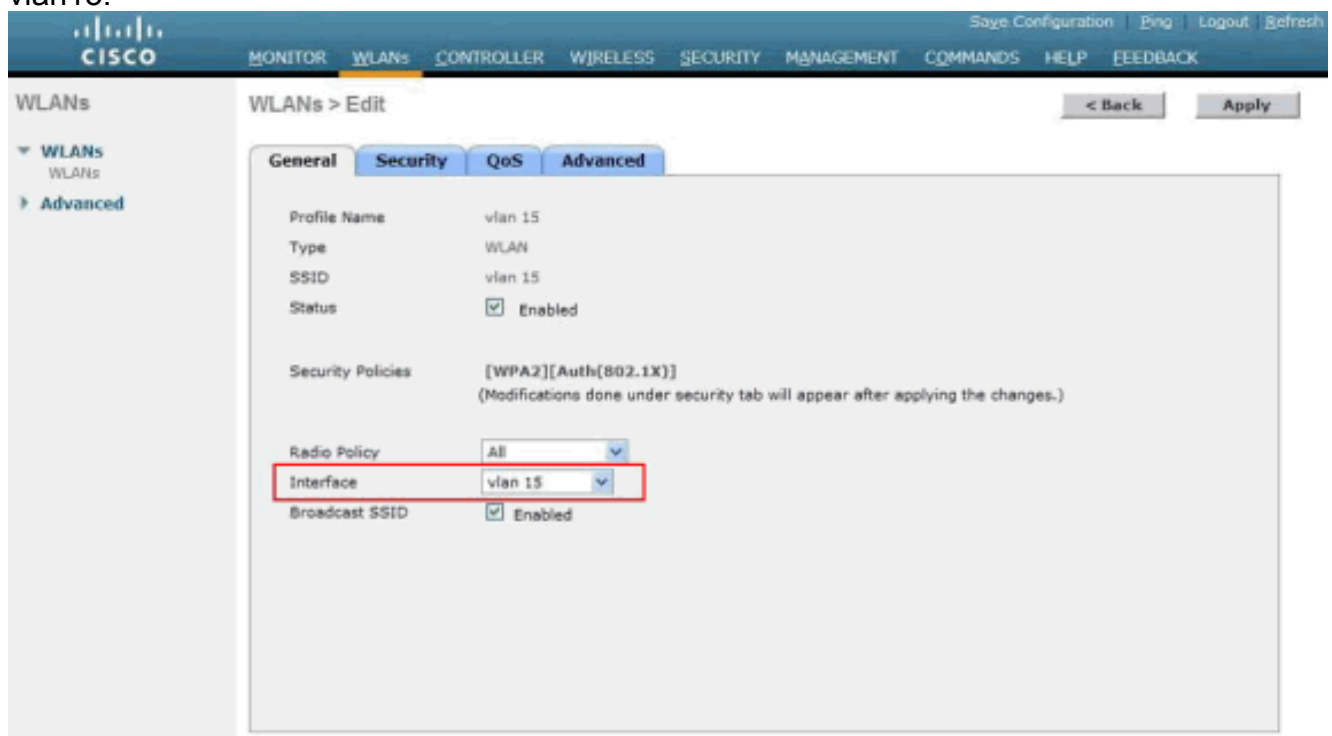 vlan15.
Save Configuration Ping Logout Refresh
CISCO
MONITOR WLANs CONTROLLER WIRELESS SECURITY MANAGEMENT COMMANDS HELP FEEDBACK
WLANs
WLANs > Edit
< Back Apply
WLANs
WLANs
Advanced
General Security QoS Advanced
Profile Name vlan 15
Type WLAN
SSID vlan 15
Status Enabled
Security Policies [WPA2][Auth(802.1X)]
(Modifications done under security tab will appear after applying the changes.)
Radio Policy All
Interface vlan 15
Broadcast SSID Enabled